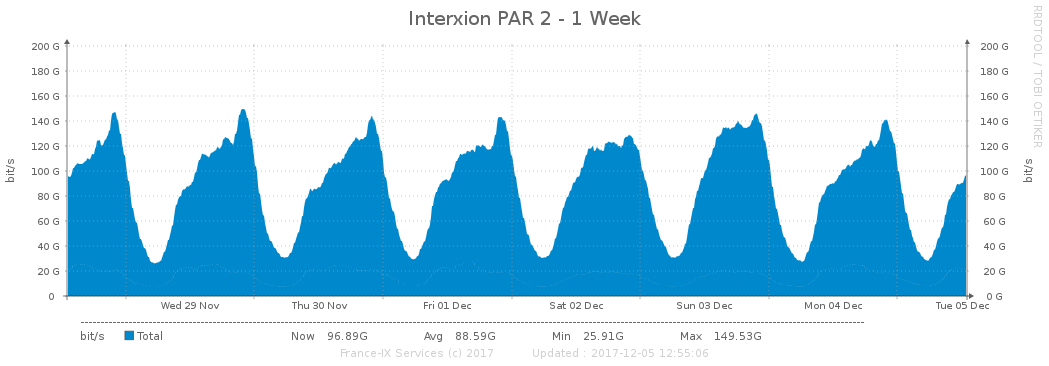 Interxion PAR 2 - 1 Week
RRDTOOL / TOBI OETIKER
200 G 200 G
180 G 180 G
160 G 160 G
140 G 140 G
120 G 120 G
100 G 100 G
80 G 80 G
60 G 60 G
40 G 40 G
20 G 20 G
0 0 G
bit/s
bit/s
Wed 29 Nov Thu 30 Nov Fri 01 Dec Sat 02 Dec Sun 03 Dec Mon 04 Dec Tue 05 Dec
bit/s Total Now 96.89G Avg 88.59G Min 25.91G Max 149.53G
France-IX Services (c) 2017 Updated : 2017-12-05 12:55:06